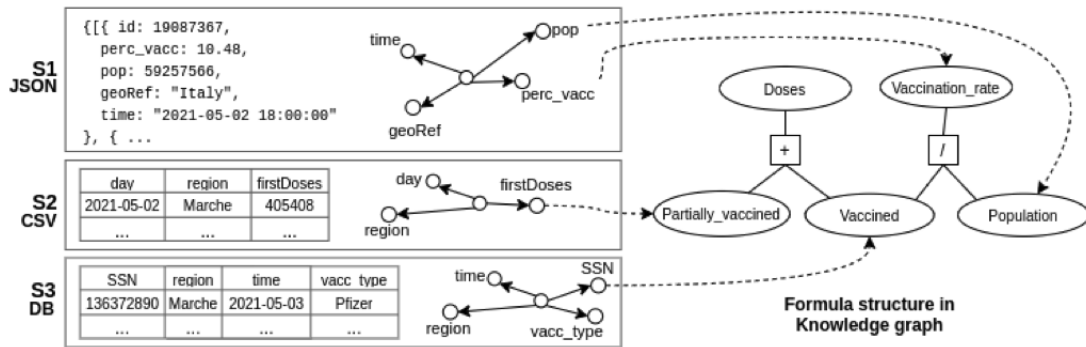 S1
JSON
{[{ id: 19087367,
perc_vacc: 10.48,
pop: 59257566,
geoRef: "Italy",
time: "2021-05-02 18:00:00"
}, { ...
time
pop
perc_vacc
geoRef
S2
CSV
day region firstDoses
2021-05-02 Marche 405408
... ... ...
day
firstDoses
region
S3
DB
SSN region time vacc_type
136372890 Marche 2021-05-03 Pfizer
... ... ... ...
time
SSN
region
vacc_type
Doses
Vaccination_rate
+
/
Partially_vaccined
Vaccined
Population
Formula structure in
Knowledge graph